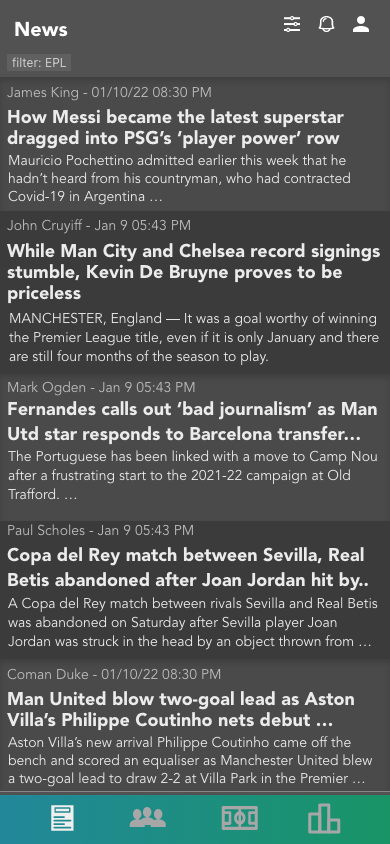 News
filter: EPL
James King - 01/10/22 08:30 PM
How Messi became the latest superstar
dragged into PSG’s ‘player power’ row
Mauricio Pochettino admitted earlier this week that he
hadn’t heard from his countryman, who had contracted
Covid-19 in Argentina …
John Cruyiff - Jan 9 05:43 PM
While Man City and Chelsea record signings
stumble, Kevin De Bruyne proves to be
priceless
MANCHESTER, England — It was a goal worthy of winning
the Premier League title, even if it is only January and there
are still four months of the season to play.
Mark Ogden - Jan 9 05:43 PM
Fernandes calls out ‘bad journalism’ as Man
Utd star responds to Barcelona transfer...
The Portuguese has been linked with a move to Camp Nou
after a frustrating start to the 2021-22 campaign at Old
Trafford. …
Paul Scholes - Jan 9 05:43 PM
Copa del Rey match between Sevilla, Real
Betis abandoned after Joan Jordan hit by..
A Copa del Rey match between rivals Sevilla and Real Betis
was abandoned on Saturday after Sevilla player Joan
Jordan was struck in the head by an object thrown from …
Coman Duke - 01/10/22 08:30 PM
Man United blow two-goal lead as Aston
Villa’s Philippe Coutinho nets debut …
Aston Villa’s new arrival Philippe Coutinho came off the
bench and scored an equaliser as Manchester United blew
a two-goal lead to draw 2-2 at Villa Park in the Premier …